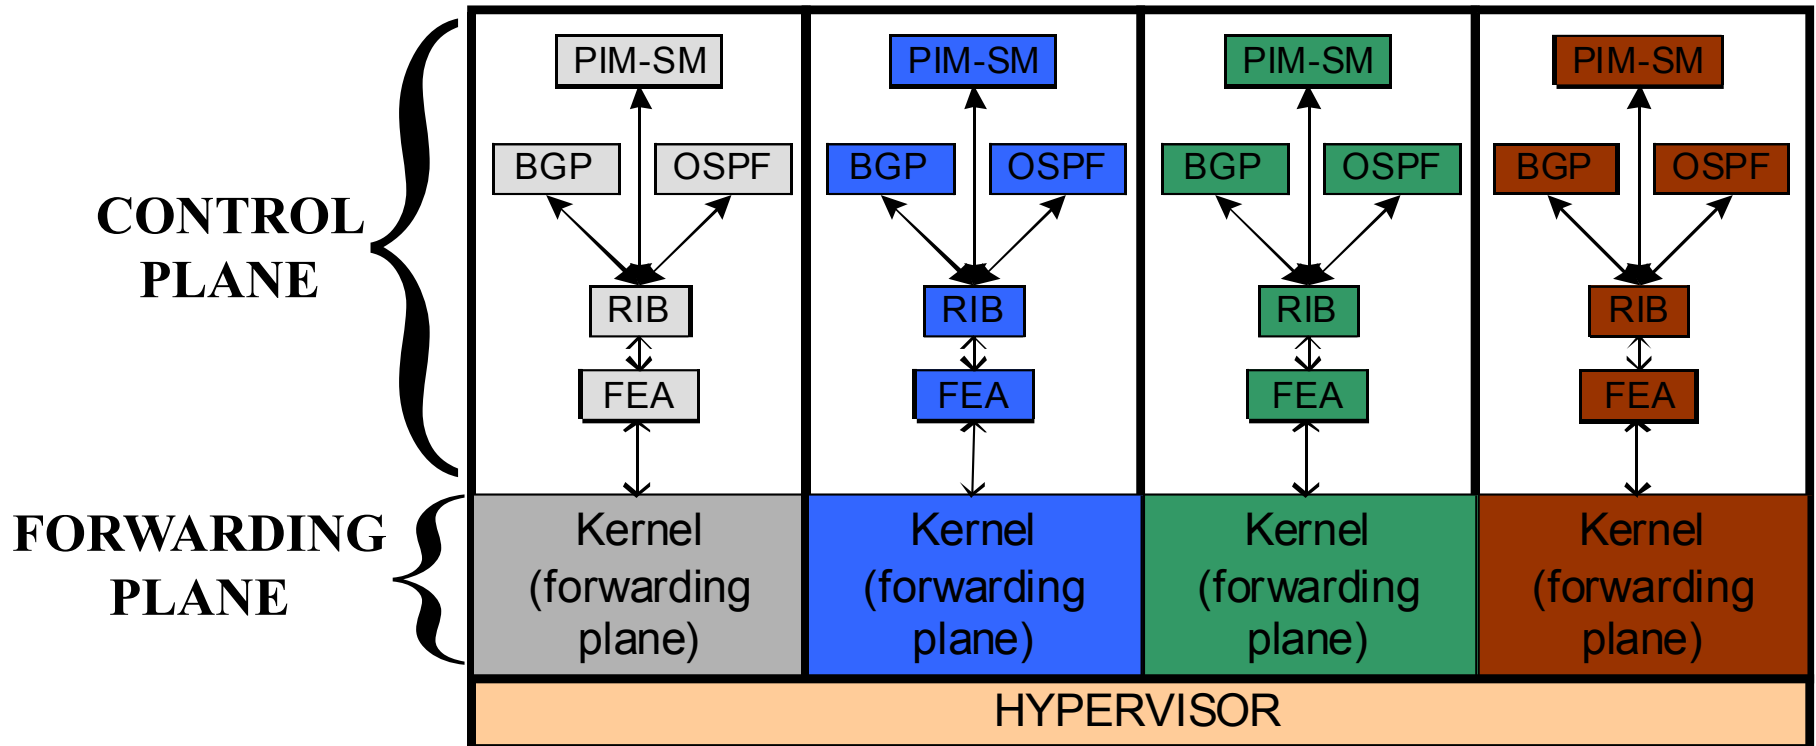 PIM-SM PIM-SM PIM-SM PIM-SM
BGP OSPF BGP OSPF BGP OSPF BGP OSPF
CONTROL
PLANE
RIB RIB RIB RIB
FEA FEA FEA FEA
FORWARDING
PLANE
Kernel
(forwarding
plane)
Kernel
(forwarding
plane)
Kernel
(forwarding
plane)
Kernel
(forwarding
plane)
HYPERVISOR